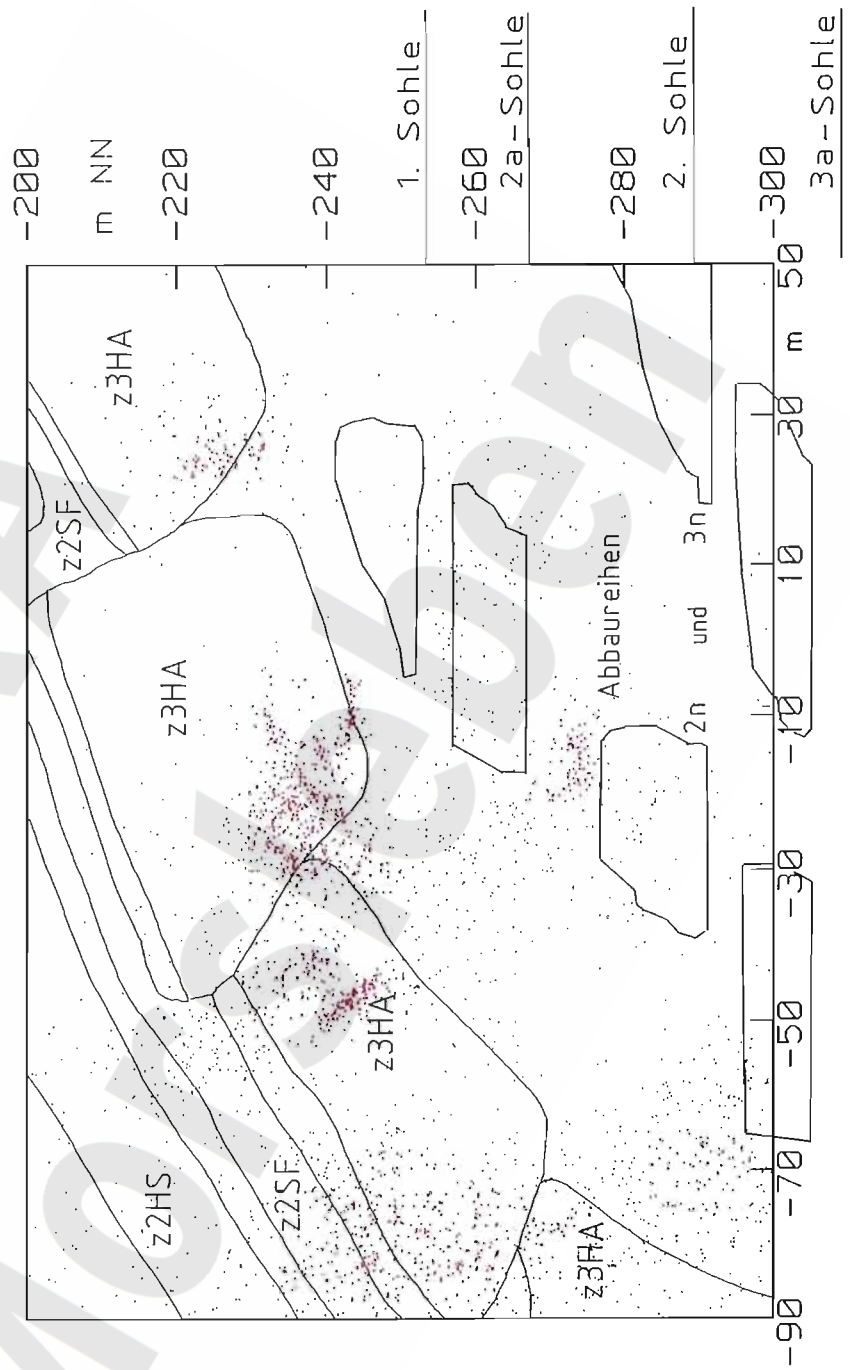 -200
m NN
-220
-240
1. Sohle
-260
2a-Sohle
-280
2. Sohle
-300
3a-Sohle
z3HA
z2SF
z3HA
z3HA
z2SF
z2HS
z3HA
Abbaureihen
2n und 3n
-90
-70
-50
-30
-10
10
30
m
50
Morsleben